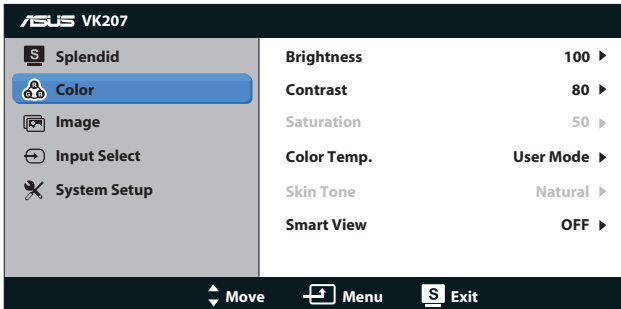 ASUS VK207
S Splendid
R G B Color
Image
Input Select
System Setup
Brightness 100
Contrast 80
Saturation 50
Color Temp. User Mode
Skin Tone Natural
Smart View OFF
Move Menu S Exit